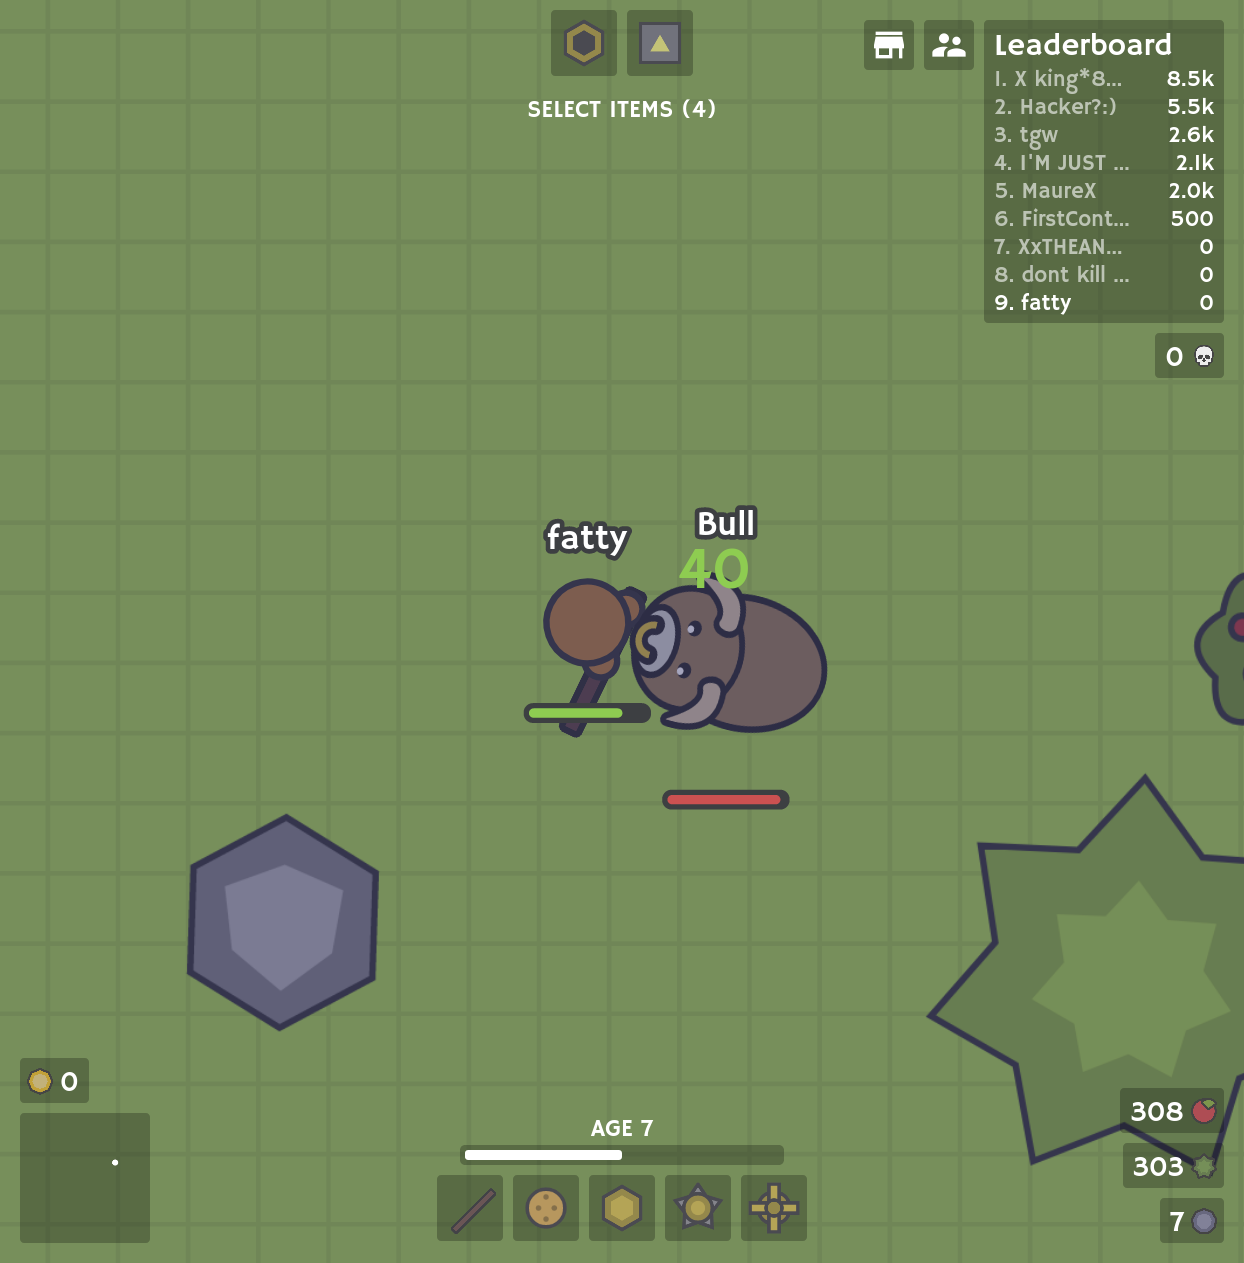 SELECT ITEMS (4)
Leaderboard
1. X king*8... 8.5k
2. Hacker?:) 5.5k
3. tgw 2.6k
4. I'M JUST ... 2.1k
5. MaureX 2.0k
6. FirstCont... 500
7. XxTHEAN... 0
8. dont kill ... 0
9. fatty 0
0
fatty
Bull
40
0
AGE 7
308
303
7